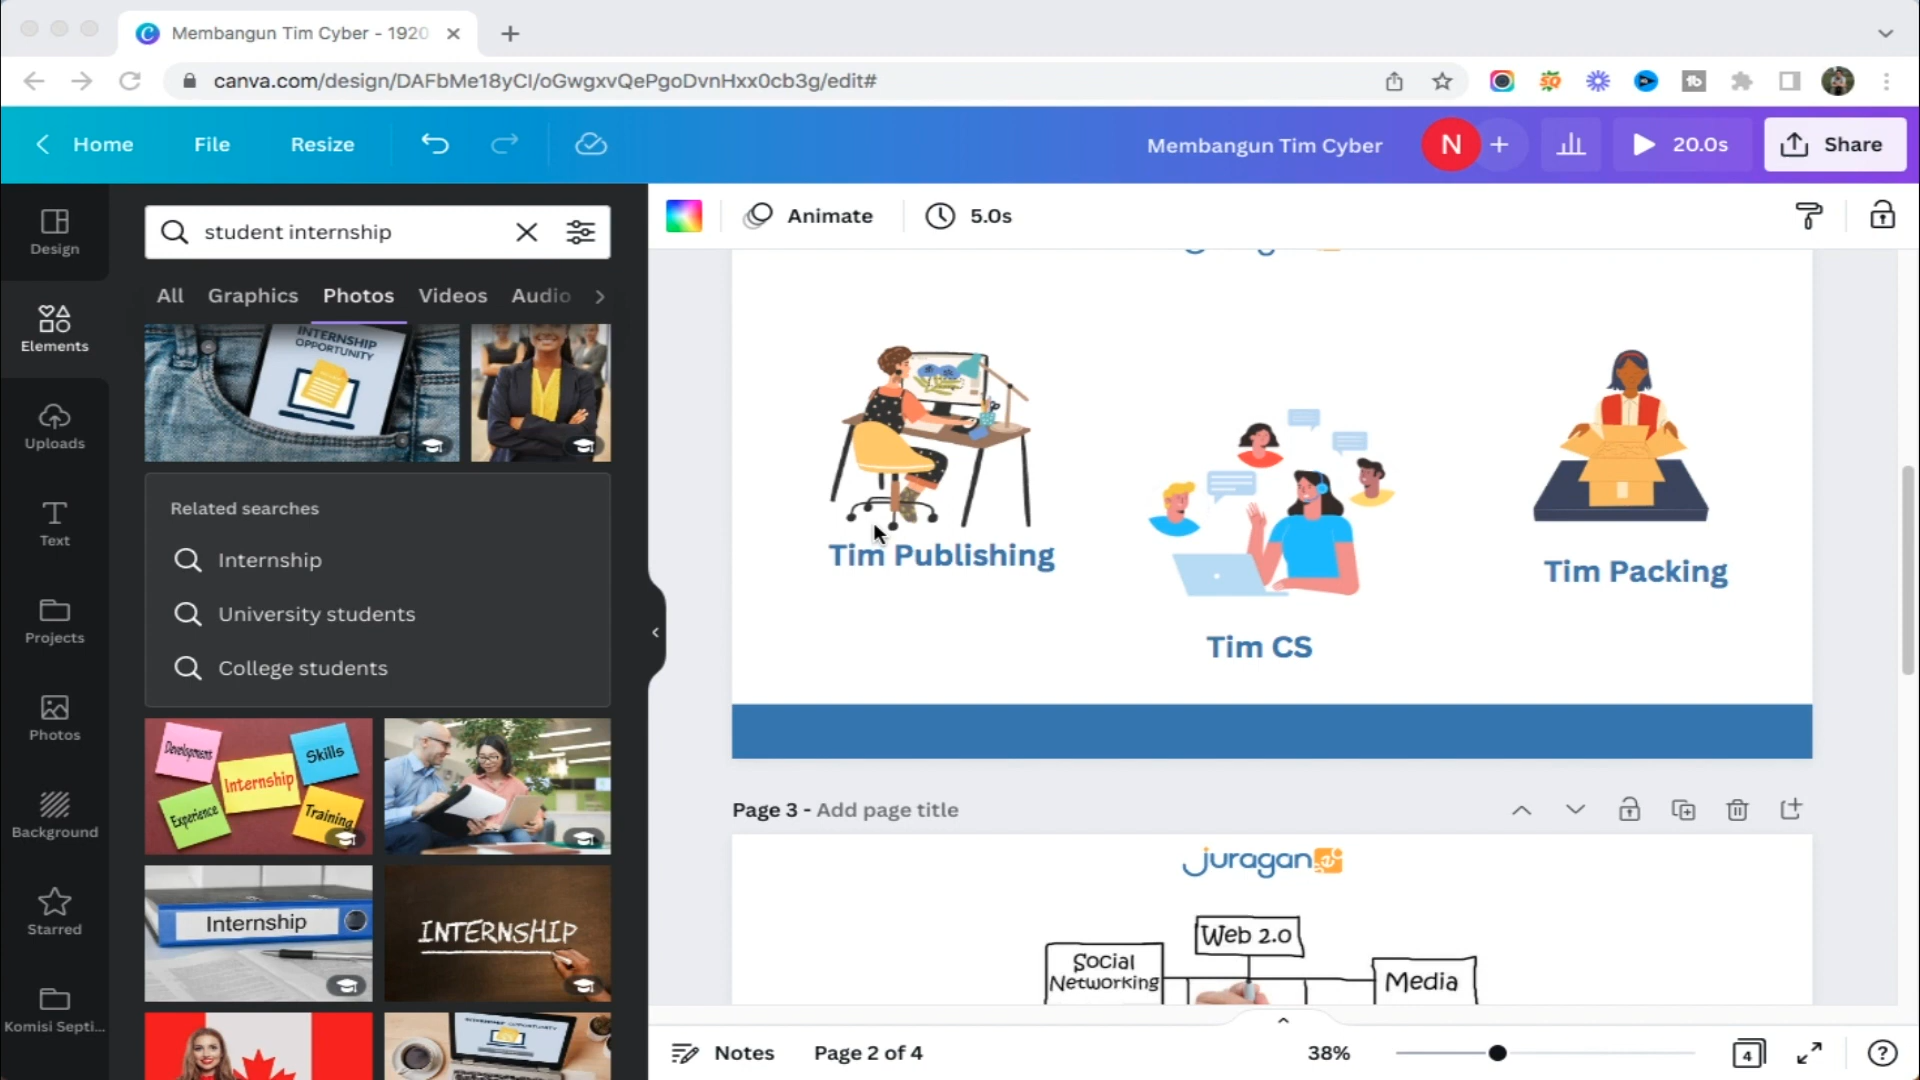 Membangun Tim Cyber - 1920
canva.com/design/DAFbMe18yCI/oGwgxvQePgoDvnHxx0cb3g/edit#
Home
File
Resize
Membangun Tim Cyber
N
20.0s
Share
Design
Elements
Uploads
Text
Projects
Photos
Background
Starred
Komisi Septi...
student internship
All
Graphics
Photos
Videos
Audio
INTERNSHIP
OPPORTUNITY
Related searches
Internship
University students
College students
Development
Skills
Internship
Experience
Training
Internship
INTERNSHIP
Animate
5.0s
Tim Publishing
Tim CS
Tim Packing
Page 3 - Add page title
juragan
Web 2.0
Social
Networking
Media
Notes
Page 2 of 4
38%
4